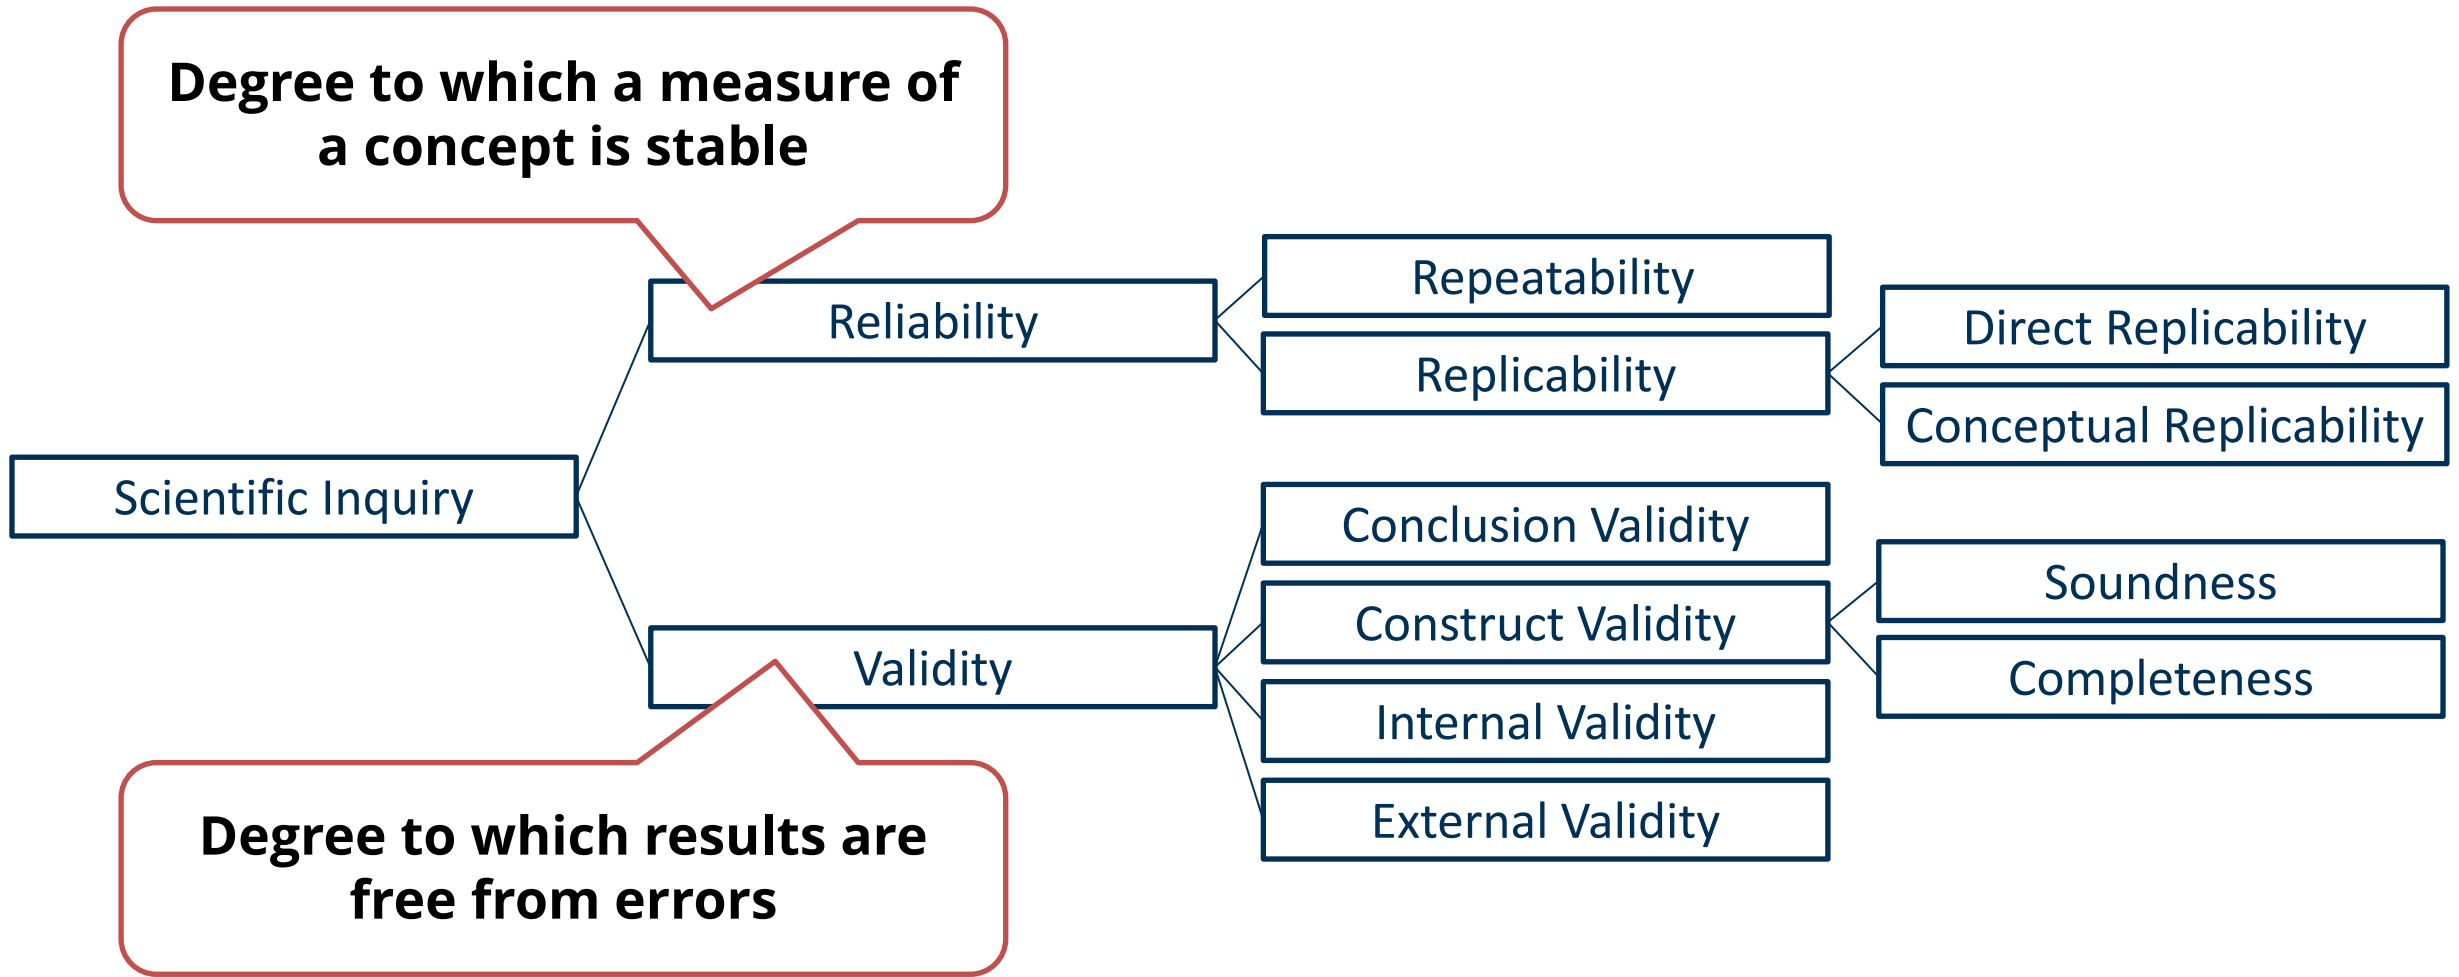 Degree to which a measure of
a concept is stable
Scientific Inquiry
Reliability
Repeatability
Replicability
Direct Replicability
Conceptual Replicability
Validity
Conclusion Validity
Construct Validity
Soundness
Completeness
Internal Validity
External Validity
Degree to which results are
free from errors